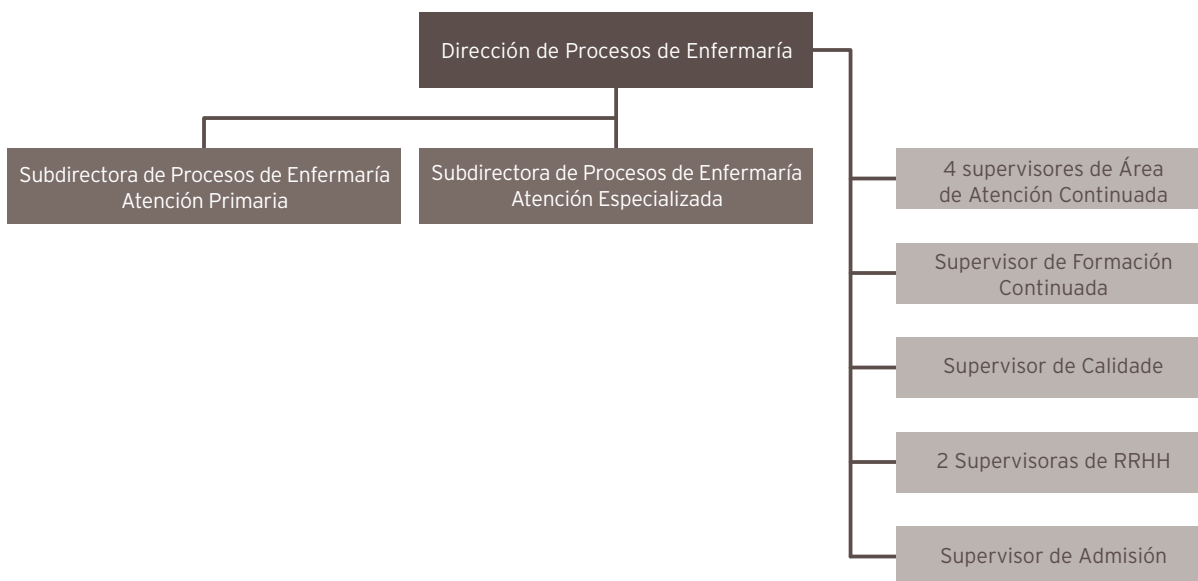 Dirección de Procesos de Enfermaría
Subdirectora de Procesos de Enfermaría
Atención Primaria
Subdirectora de Procesos de Enfermaría
Atención Especializada
4 supervisores de Área
de Atención Continuada
Supervisor de Formación
Continuada
Supervisor de Calidade
2 Supervisoras de RRHH
Supervisor de Admisión